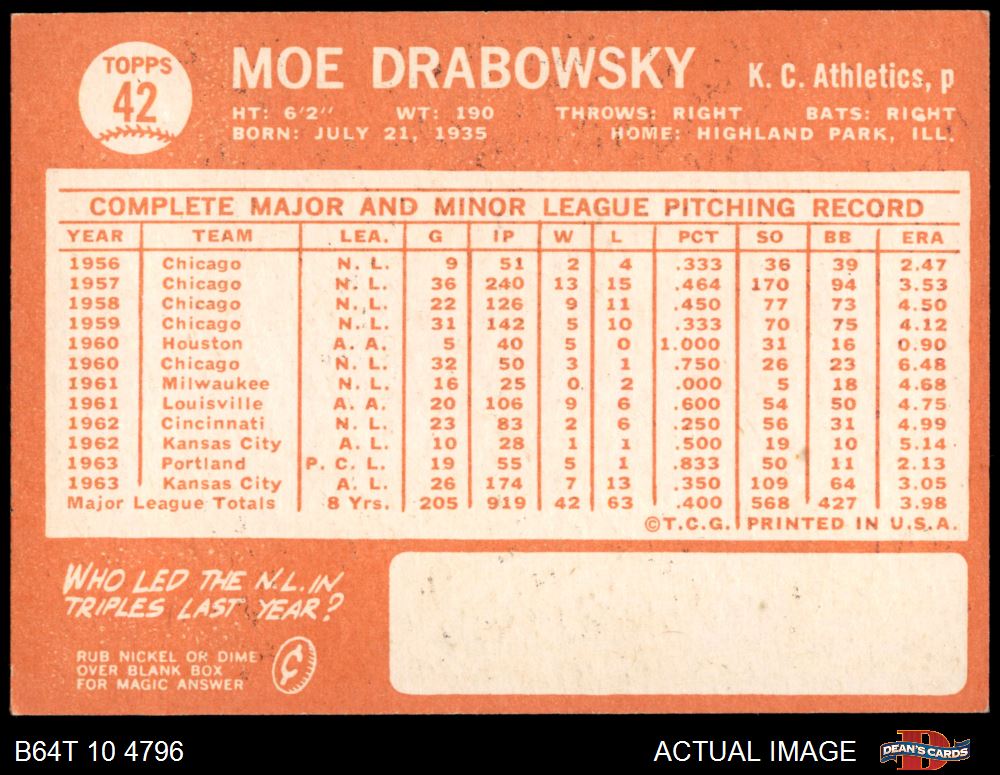 TOPPS
42
MOE DRABOWSKY K. C. Athletics, p
HT: 6'2" WT: 190 THROWS: RIGHT BATS: RIGHT
BORN: JULY 21, 1935 HOME: HIGHLAND PARK, ILL.
COMPLETE MAJOR AND MINOR LEAGUE PITCHING RECORD
YEAR TEAM LEA. G IP W L PCT SO BB ERA
1956 Chicago N. L. 9 51 2 4 .333 36 39 2.47
1957 Chicago N. L. 36 240 13 15 .464 170 94 3.53
1958 Chicago N. L. 22 126 9 11 .450 77 73 4.50
1959 Chicago N. L. 31 142 5 10 .333 70 75 4.12
1960 Houston A. A. 5 40 5 0 1.000 31 16 0.90
1960 Chicago N. L. 32 50 3 1 .750 26 23 6.48
1961 Milwaukee N. L. 16 25 0 2 .000 5 18 4.68
1961 Louisville A. A. 20 106 9 6 .600 54 50 4.75
1962 Cincinnati N. L. 23 83 2 6 .250 56 31 4.99
1962 Kansas City A. L. 10 28 1 1 .500 19 10 5.14
1963 Portland P. C. L. 19 55 5 1 .833 50 11 2.13
1963 Kansas City A. L. 26 174 7 13 .350 109 64 3.05
Major League Totals 8 Yrs. 205 919 42 63 .400 568 427 3.98
©T.C.G. PRINTED IN U.S.A.
WHO LED THE N.L. IN
TRIPLES LAST YEAR?
RUB NICKEL OR DIME
OVER BLANK BOX
FOR MAGIC ANSWER
¢
B64T 10 4796 ACTUAL IMAGE
D
DEAN'S CARDS